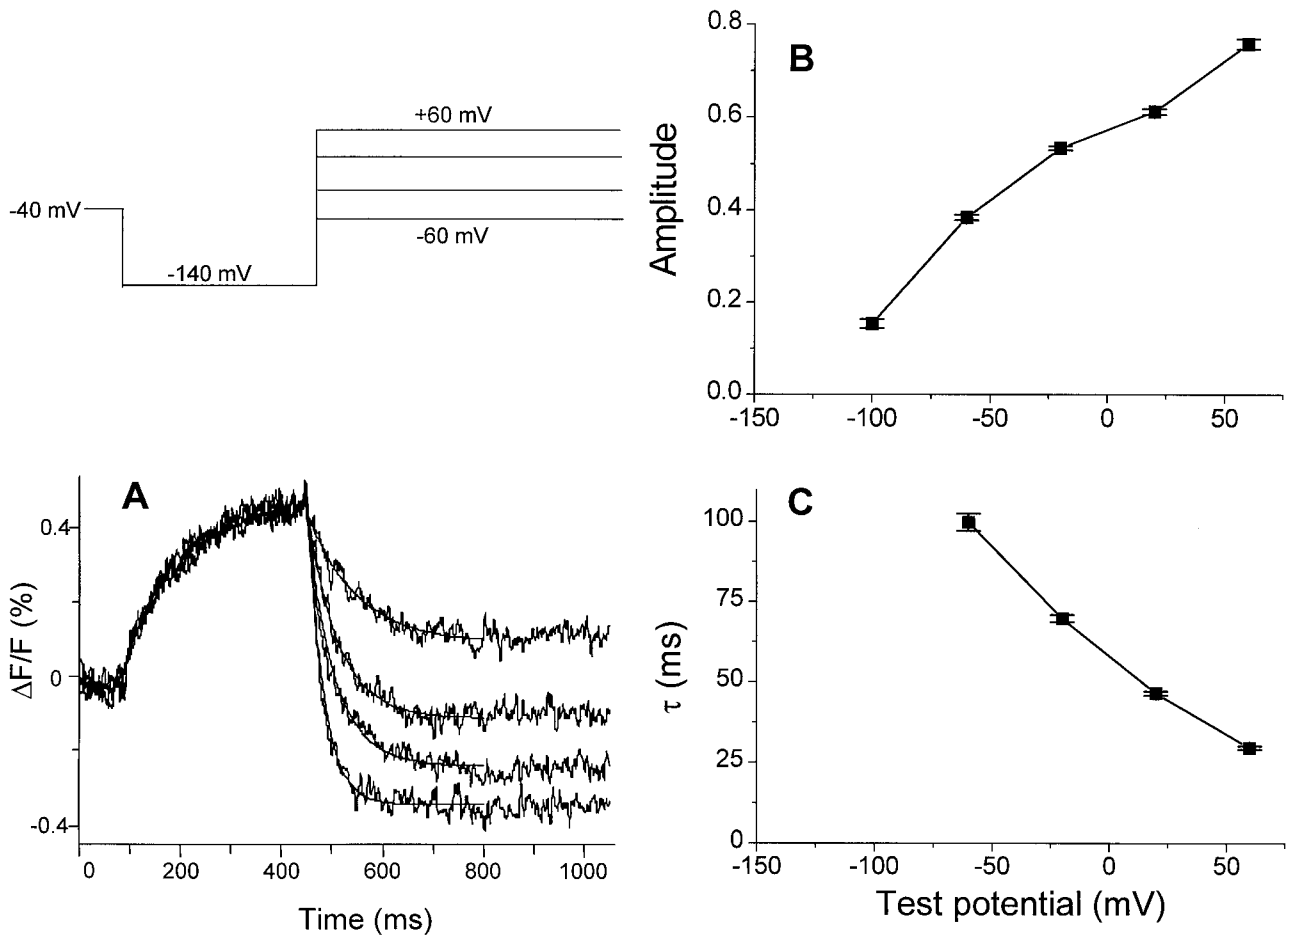 +60 mV
-40 mV
-140 mV
-60 mV
B
Amplitude
0.8
0.6
0.4
0.2
0.0
-150 -100 -50 0 50
A
ΔF/F (%)
0.4
0
-0.4
0 200 400 600 800 1000
Time (ms)
C
τ (ms)
100
75
50
25
0
-150 -100 -50 0 50
Test potential (mV)